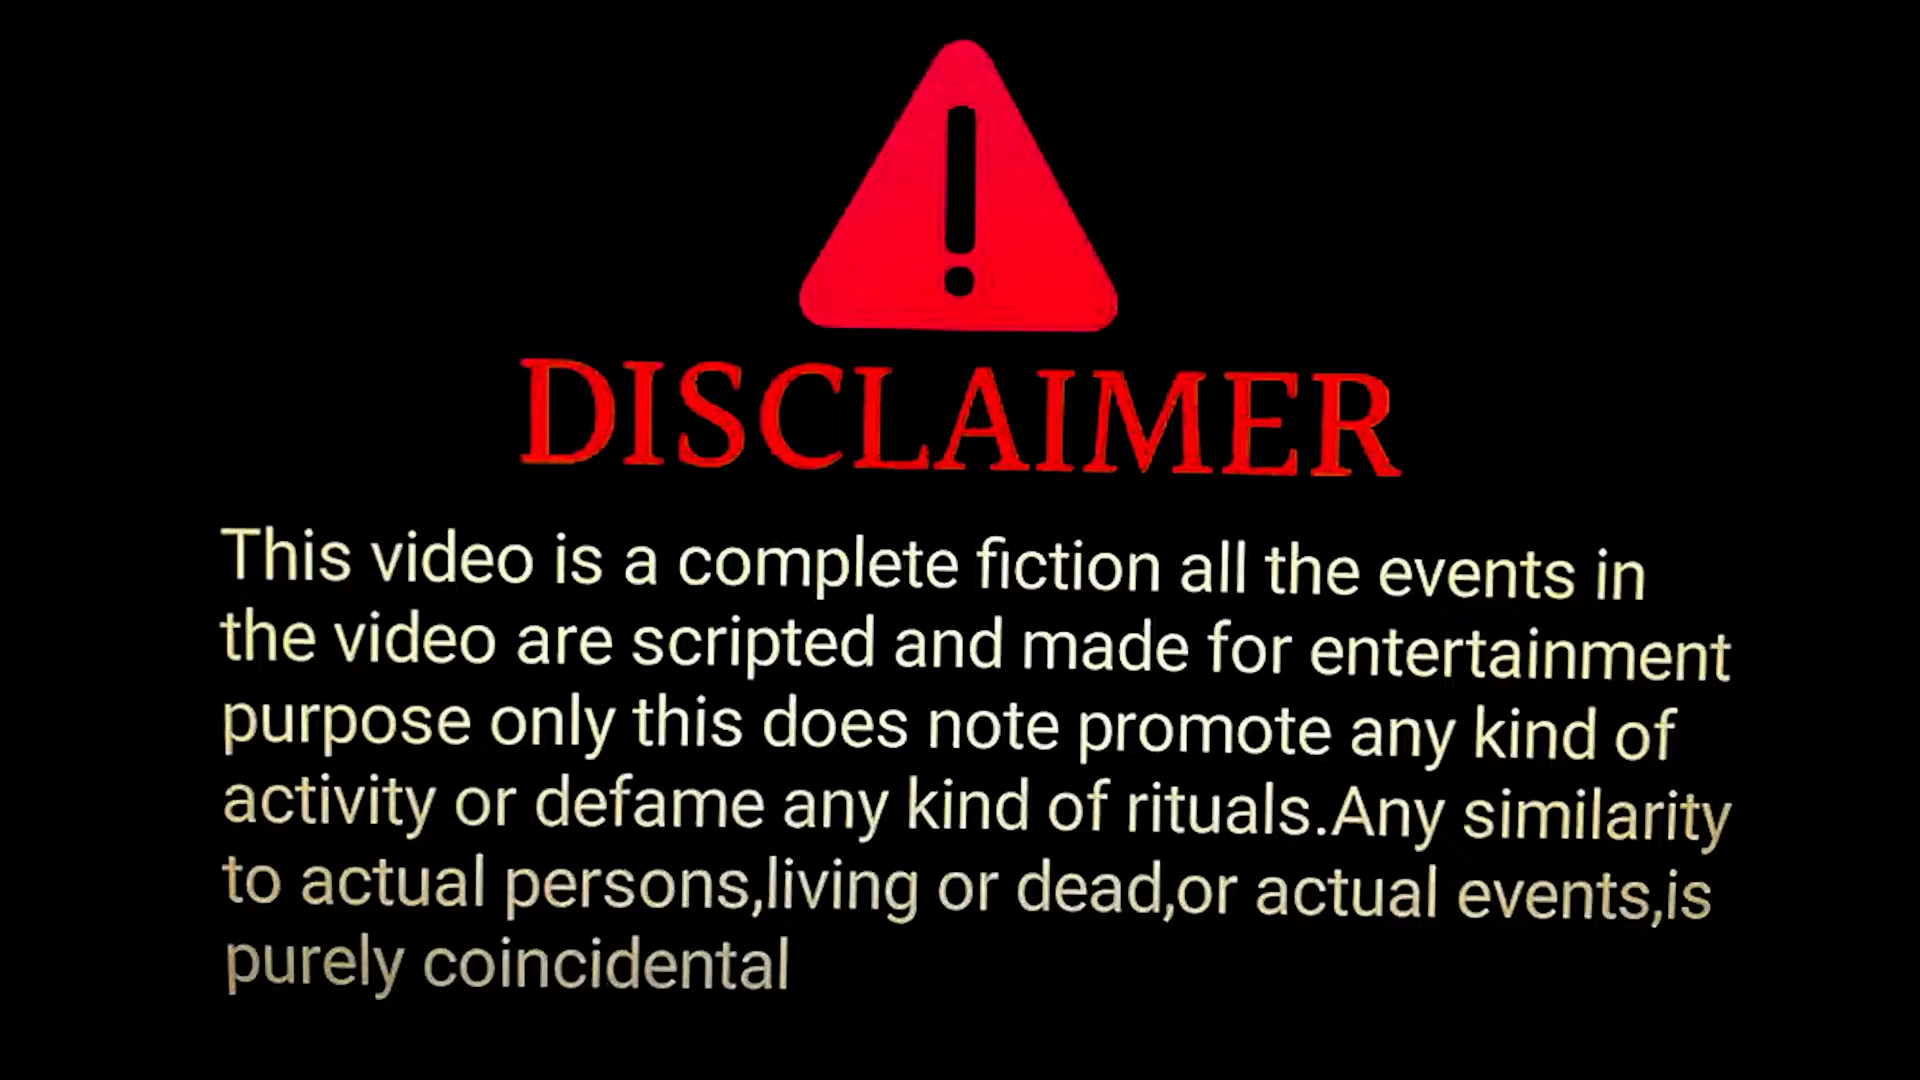 DISCLAIMER
This video is a complete fiction all the events in
the video are scripted and made for entertainment
purpose only this does note promote any kind of
activity or defame any kind of rituals.Any similarity
to actual persons,living or dead,or actual events,is
purely coincidental